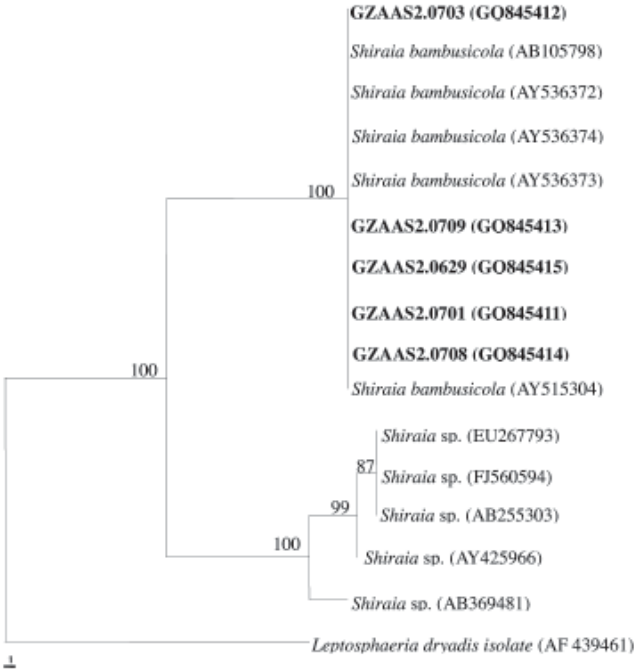 GZAAS2.0703 (GQ845412)
Shiraia bambusicola (AB105798)
Shiraia bambusicola (AY536372)
Shiraia bambusicola (AY536374)
Shiraia bambusicola (AY536373)
100
GZAAS2.0709 (GQ845413)
GZAAS2.0629 (GQ845415)
GZAAS2.0701 (GQ845411)
GZAAS2.0708 (GQ845414)
100
Shiraia bambusicola (AY515304)
Shiraia sp. (EU267793)
87
Shiraia sp. (FJ560594)
99
Shiraia sp. (AB255303)
100
Shiraia sp. (AY425966)
Shiraia sp. (AB369481)
Leptosphaeria dryadis isolate (AF 439461)
1